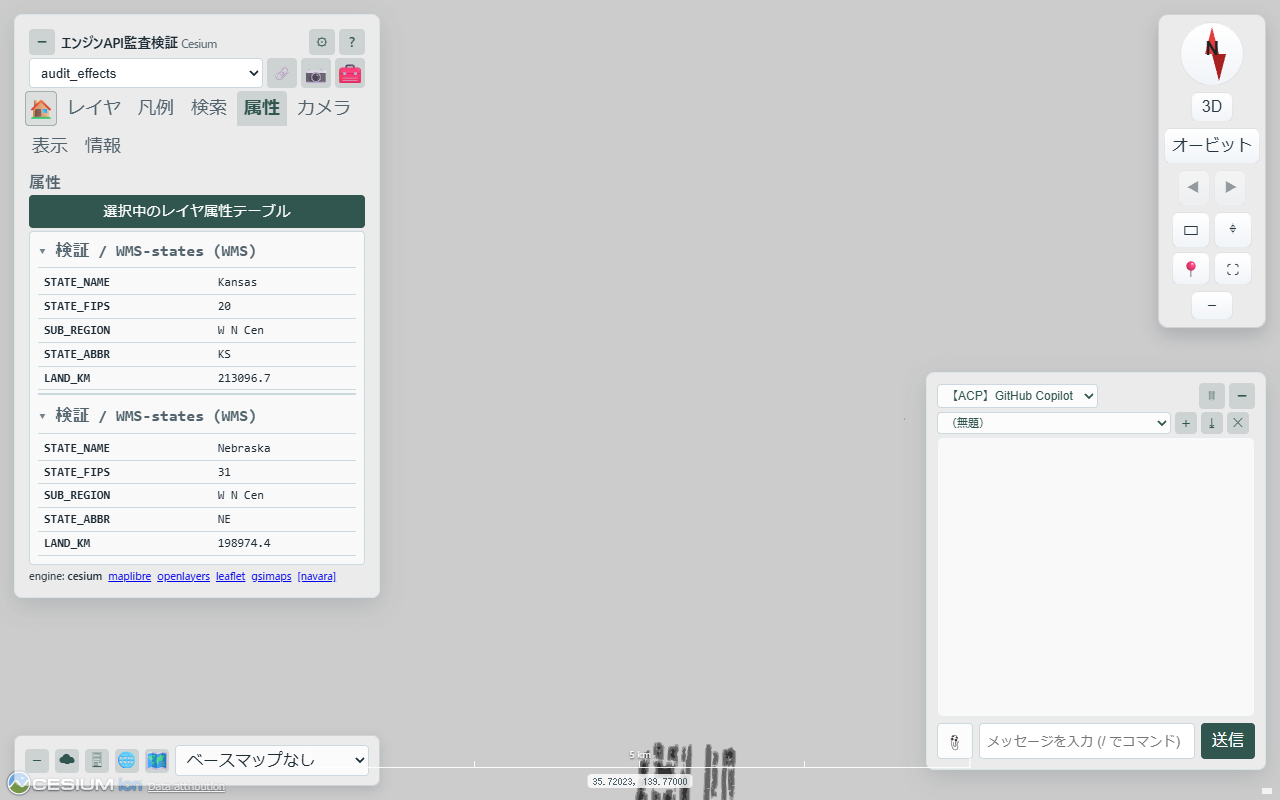 − エンジンAPI監査検証 Cesium ⚙ ?
audit_effects
レイヤ 凡例 検索 属性 カメラ
表示 情報
属性
選択中のレイヤ属性テーブル
▾ 検証 / WMS-states (WMS)
STATE_NAME Kansas
STATE_FIPS 20
SUB_REGION W N Cen
STATE_ABBR KS
LAND_KM 213096.7
▾ 検証 / WMS-states (WMS)
STATE_NAME Nebraska
STATE_FIPS 31
SUB_REGION W N Cen
STATE_ABBR NE
LAND_KM 198974.4
engine: cesium maplibre openlayers leaflet gsimaps [navara]
− ベースマップなし
CESIUM ion Data attribution
5 km
35.72023, 139.77000
N
3D
オービット
◀ ▶
−
【ACP】GitHub Copilot −
（無題） + ↓ ×
メッセージを入力 (/ でコマンド) 送信